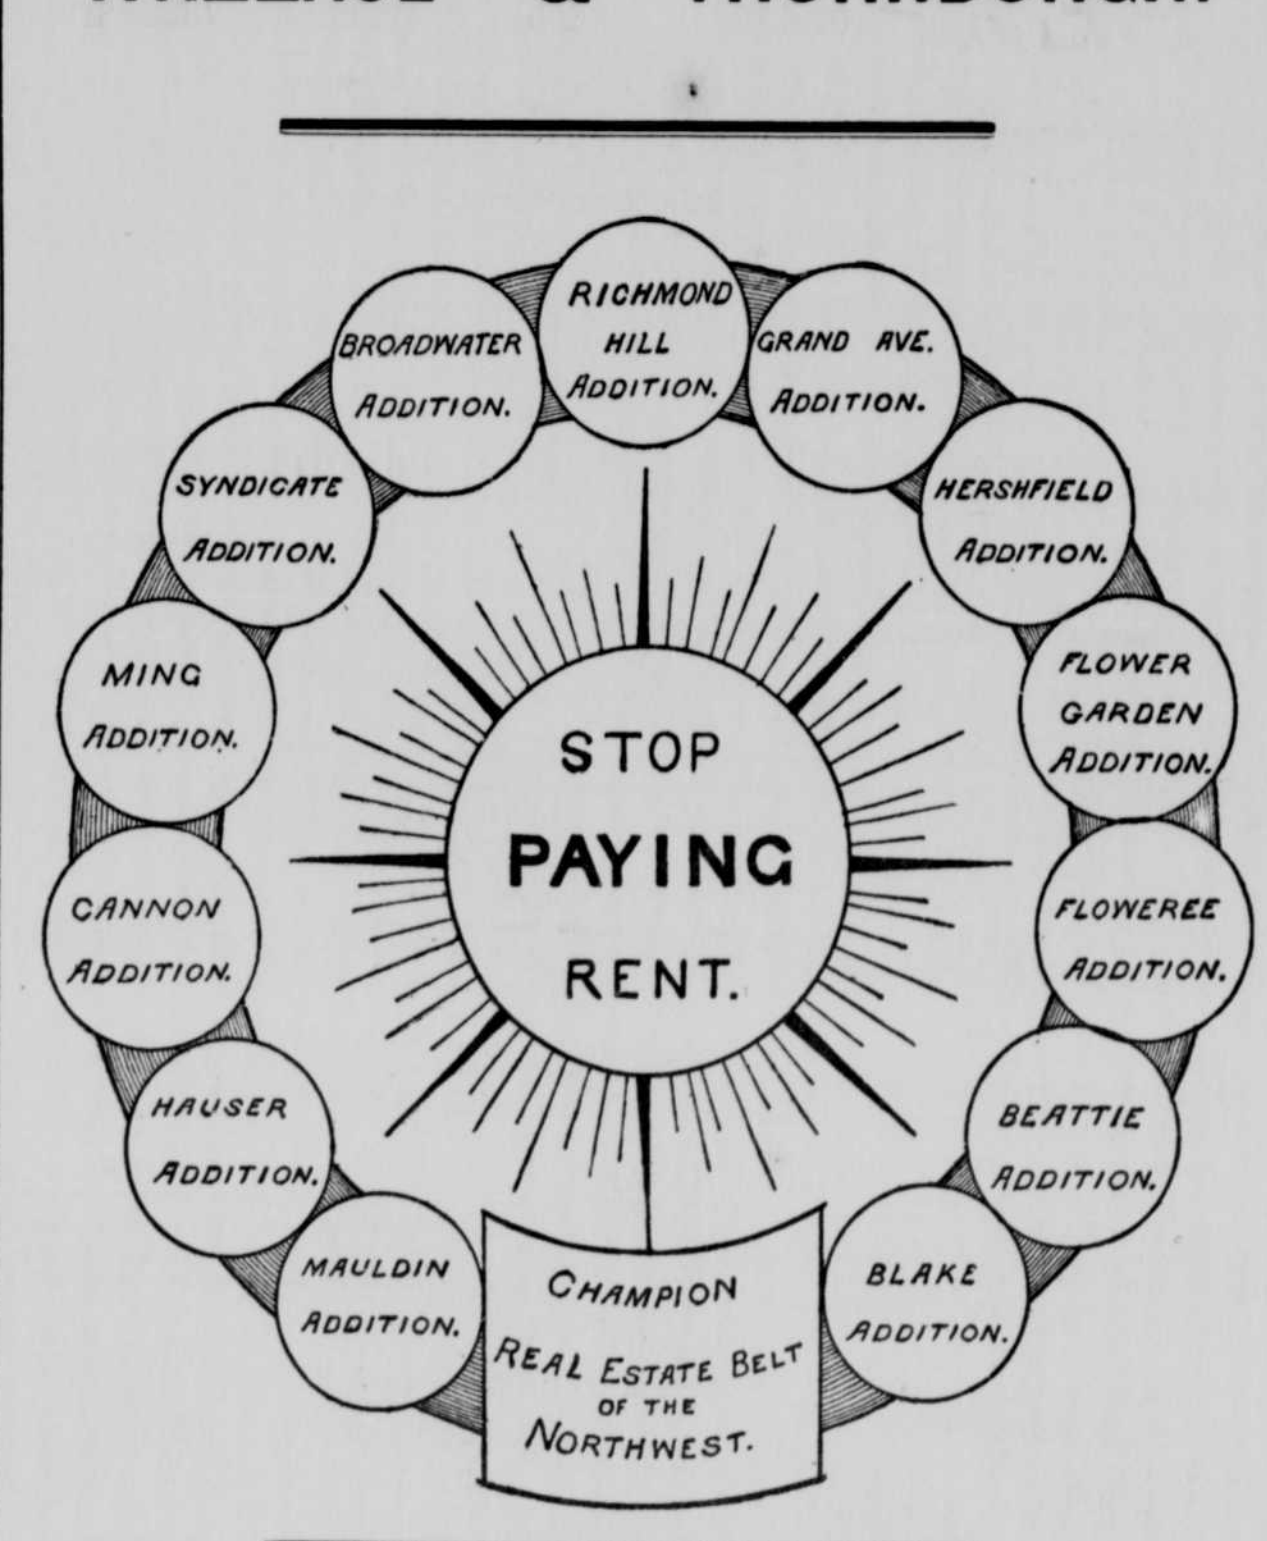 &
RICHMOND
HILL
ADDITION.
GRAND AVE.
ADDITION.
HERSHFIELD
ADDITION.
FLOWER
GARDEN
ADDITION.
FLOWEREE
ADDITION.
BEATTIE
ADDITION.
BLAKE
ADDITION.
CHAMPION
REAL ESTATE BELT
OF THE
NORTHWEST.
MAULDIN
ADDITION.
HAUSER
ADDITION.
CANNON
ADDITION.
MING
ADDITION.
SYNDICATE
ADDITION.
BROADWATER
ADDITION.
STOP
PAYING
RENT.